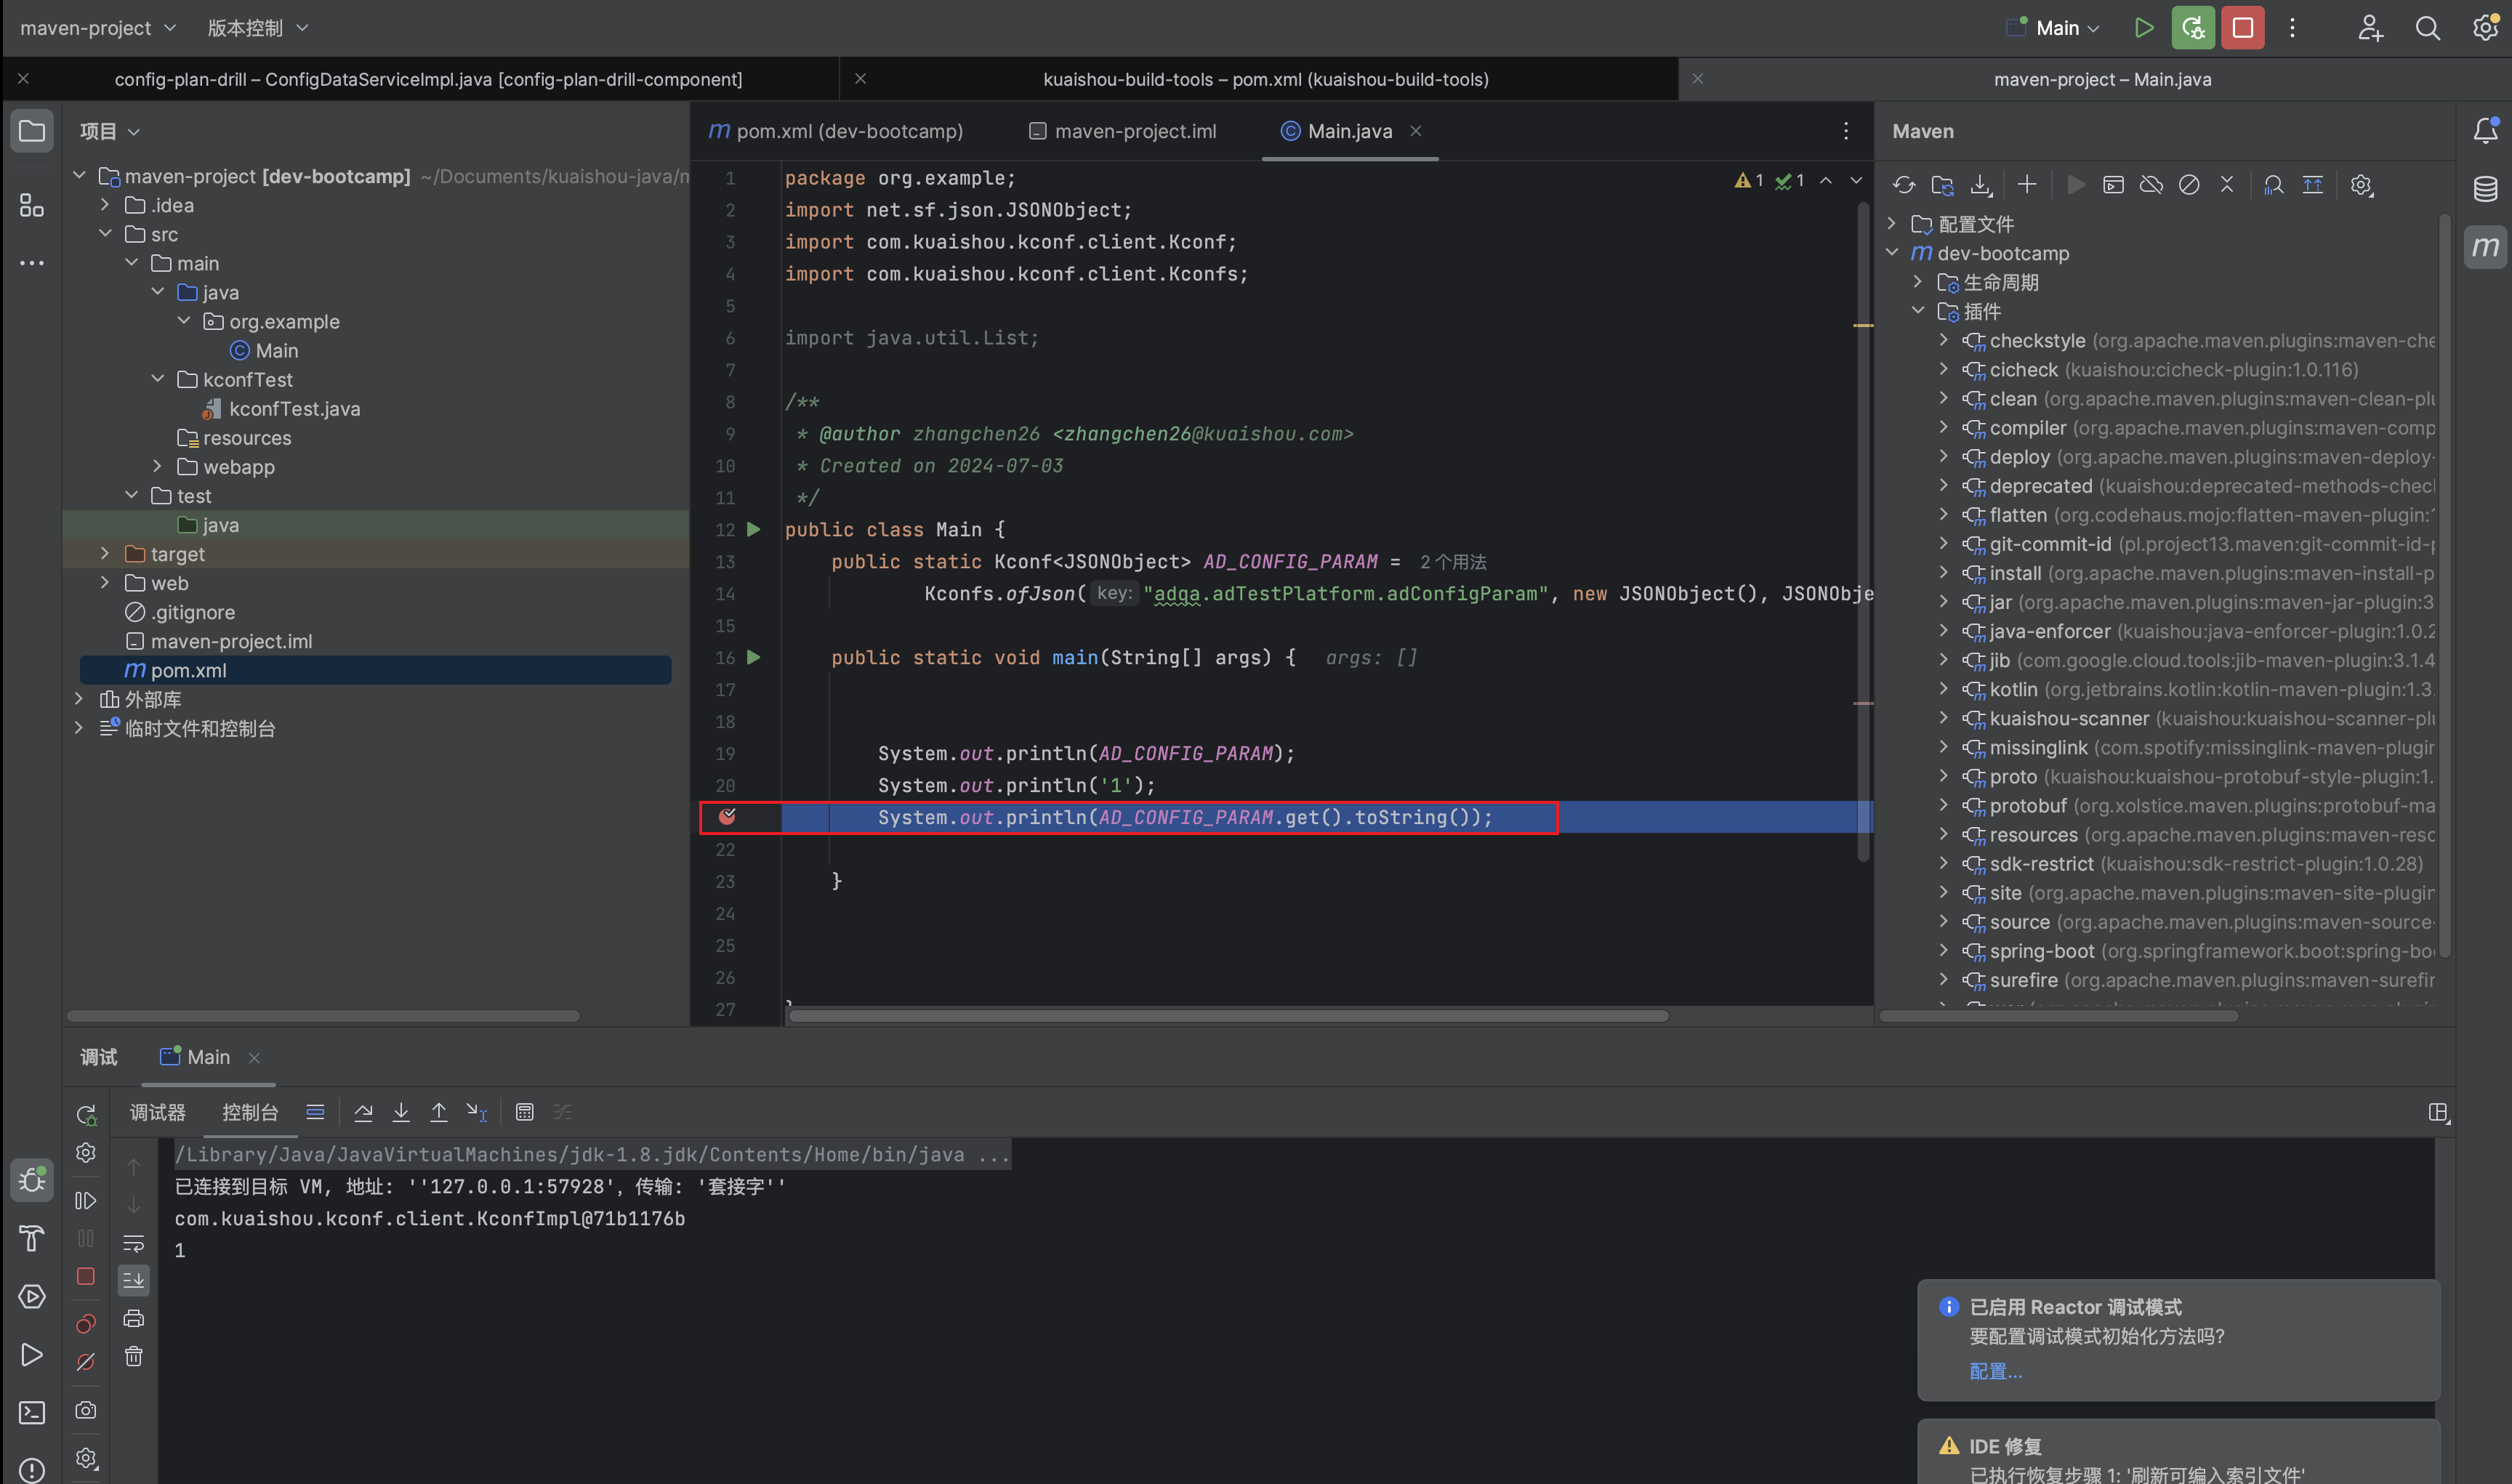 maven-project
版本控制
Main
config-plan-drill – ConfigDataServiceImpl.java [config-plan-drill-component]
kuaishou-build-tools – pom.xml (kuaishou-build-tools)
maven-project – Main.java
项目
maven-project [dev-bootcamp] ~/Documents/kuaishou-java/m
.idea
src
main
java
org.example
Main
kconfTest
kconfTest.java
resources
webapp
test
java
target
web
.gitignore
maven-project.iml
pom.xml
外部库
临时文件和控制台
pom.xml (dev-bootcamp)
maven-project.iml
Main.java
1 1
1 package org.example;
2 import net.sf.json.JSONObject;
3 import com.kuaishou.kconf.client.Kconf;
4 import com.kuaishou.kconf.client.Kconfs;
5
6 import java.util.List;
7
8 /**
9 * @author zhangchen26 <zhangchen26@kuaishou.com>
10 * Created on 2024-07-03
11 */
12 public class Main {
13 public static Kconf<JSONObject> AD_CONFIG_PARAM = 2个用法
14 Kconfs.ofJson( key: "adqa.adTestPlatform.adConfigParam", new JSONObject(), JSONObje
15
16 public static void main(String[] args) { args: []
17
18
19 System.out.println(AD_CONFIG_PARAM);
20 System.out.println('1');
System.out.println(AD_CONFIG_PARAM.get().toString());
22
23 }
24
25
26
27
Maven
配置文件
dev-bootcamp
生命周期
插件
checkstyle (org.apache.maven.plugins:maven-che
cicheck (kuaishou:cicheck-plugin:1.0.116)
clean (org.apache.maven.plugins:maven-clean-plu
compiler (org.apache.maven.plugins:maven-comp
deploy (org.apache.maven.plugins:maven-deploy-
deprecated (kuaishou:deprecated-methods-chec
flatten (org.codehaus.mojo:flatten-maven-plugin:
git-commit-id (pl.project13.maven:git-commit-id-p
install (org.apache.maven.plugins:maven-install-p
jar (org.apache.maven.plugins:maven-jar-plugin:3
java-enforcer (kuaishou:java-enforcer-plugin:1.0.2
jib (com.google.cloud.tools:jib-maven-plugin:3.1.4
kotlin (org.jetbrains.kotlin:kotlin-maven-plugin:1.3.
kuaishou-scanner (kuaishou:kuaishou-scanner-plu
missinglink (com.spotify:missinglink-maven-plugin
proto (kuaishou:kuaishou-protobuf-style-plugin:1.
protobuf (org.xolstice.maven.plugins:protobuf-ma
resources (org.apache.maven.plugins:maven-reso
sdk-restrict (kuaishou:sdk-restrict-plugin:1.0.28)
site (org.apache.maven.plugins:maven-site-plugin
source (org.apache.maven.plugins:maven-source-
spring-boot (org.springframework.boot:spring-bo
surefire (org.apache.maven.plugins:maven-surefir
调试
Main
调试器
控制台
/Library/Java/JavaVirtualMachines/jdk-1.8.jdk/Contents/Home/bin/java ...
已连接到目标 VM, 地址: ''127.0.0.1:57928', 传输: '套接字''
com.kuaishou.kconf.client.KconfImpl@71b1176b
1
已启用 Reactor 调试模式
要配置调试模式初始化方法吗?
配置...
IDE 修复
已执行恢复步骤 1: '刷新可编入索引文件'